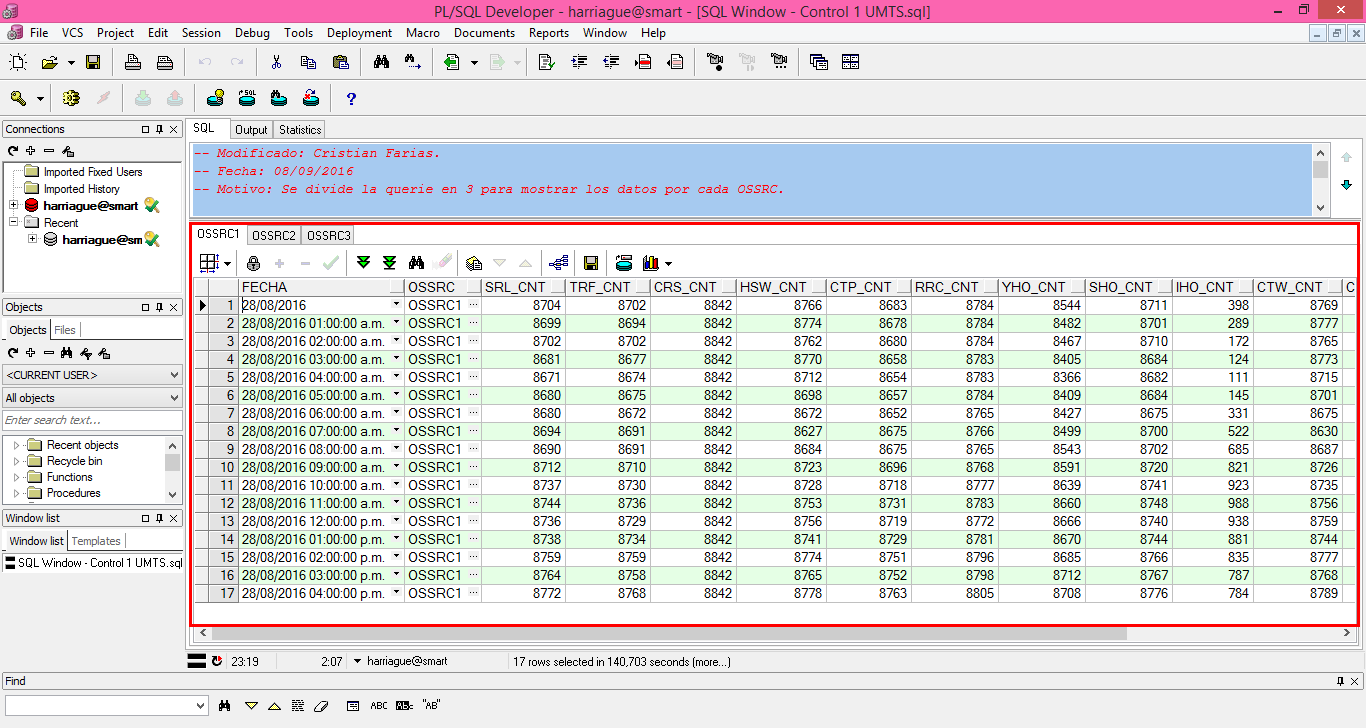 PL/SQL Developer - harriague@smart - [SQL Window - Control 1 UMTS.sql]
File VCS Project Edit Session Debug Tools Deployment Macro Documents Reports Window Help
SQL
?
Connections
Imported Fixed Users
Imported History
harriague@smart
Recent
harriague@sm
Objects
Objects Files
<CURRENT USER>
All objects
Enter search text...
Recent objects
Recycle bin
Functions
Procedures
Window list
Window list Templates
SQL Window - Control 1 UMTS.sql
SQL Output Statistics
-- Modificado: Cristian Farias.
-- Fecha: 08/09/2016
-- Motivo: Se divide la querie en 3 para mostrar los datos por cada OSSRC.
OSSRC1 OSSRC2 OSSRC3
FECHA OSSRC SRL_CNT TRF_CNT CRS_CNT HSW_CNT CTP_CNT RRC_CNT YHO_CNT SHO_CNT IHO_CNT CTW_CNT C
1 28/08/2016 OSSRC1 8704 8702 8842 8766 8683 8784 8544 8711 398 8769
2 28/08/2016 01:00:00 a.m. OSSRC1 8699 8694 8842 8774 8678 8784 8482 8701 289 8777
3 28/08/2016 02:00:00 a.m. OSSRC1 8702 8702 8842 8762 8680 8784 8467 8710 172 8765
4 28/08/2016 03:00:00 a.m. OSSRC1 8681 8677 8842 8770 8658 8783 8405 8684 124 8773
5 28/08/2016 04:00:00 a.m. OSSRC1 8671 8674 8842 8712 8654 8783 8366 8682 111 8715
6 28/08/2016 05:00:00 a.m. OSSRC1 8680 8675 8842 8698 8657 8784 8409 8684 145 8701
7 28/08/2016 06:00:00 a.m. OSSRC1 8680 8672 8842 8672 8652 8765 8427 8675 331 8675
8 28/08/2016 07:00:00 a.m. OSSRC1 8694 8691 8842 8627 8675 8766 8499 8700 522 8630
9 28/08/2016 08:00:00 a.m. OSSRC1 8690 8691 8842 8684 8675 8765 8543 8702 685 8687
10 28/08/2016 09:00:00 a.m. OSSRC1 8712 8710 8842 8723 8696 8768 8591 8720 821 8726
11 28/08/2016 10:00:00 a.m. OSSRC1 8737 8730 8842 8728 8718 8777 8639 8741 923 8735
12 28/08/2016 11:00:00 a.m. OSSRC1 8744 8736 8842 8753 8731 8783 8660 8748 988 8756
13 28/08/2016 12:00:00 p.m. OSSRC1 8736 8729 8842 8756 8719 8772 8666 8740 938 8759
14 28/08/2016 01:00:00 p.m. OSSRC1 8738 8734 8842 8741 8729 8781 8670 8744 881 8744
15 28/08/2016 02:00:00 p.m. OSSRC1 8759 8759 8842 8774 8751 8796 8685 8766 835 8777
16 28/08/2016 03:00:00 p.m. OSSRC1 8764 8758 8842 8765 8752 8798 8712 8767 787 8768
17 28/08/2016 04:00:00 p.m. OSSRC1 8772 8768 8842 8778 8763 8805 8708 8776 784 8789
23:19 2:07 harriague@smart 17 rows selected in 140,703 seconds (more...)
Find
ABC "AB"